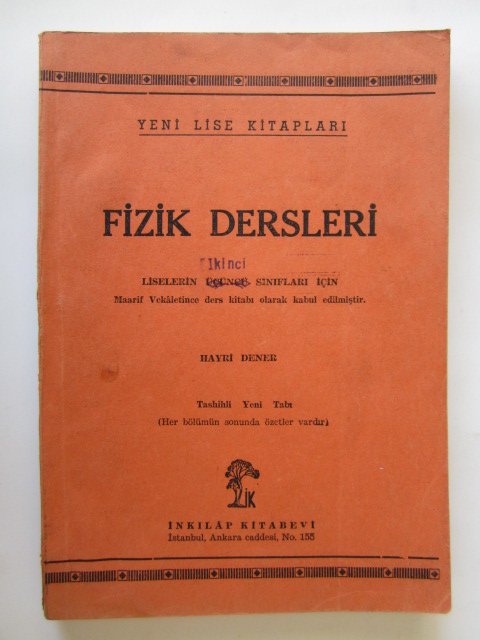 YENİ LİSE KİTAPLARI
FİZİK DERSLERİ
İkinci
LİSELERİN ÜÇÜNCÜ SINIFLARI İÇİN
Maarif Vekâletince ders kitabı olarak kabul edilmiştir.
HAYRİ DENER
Tashihli Yeni Tabı
(Her bölümün sonunda özetler vardır)
İK
İNKILÂP KİTABEVİ
İstanbul, Ankara caddesi, No. 155